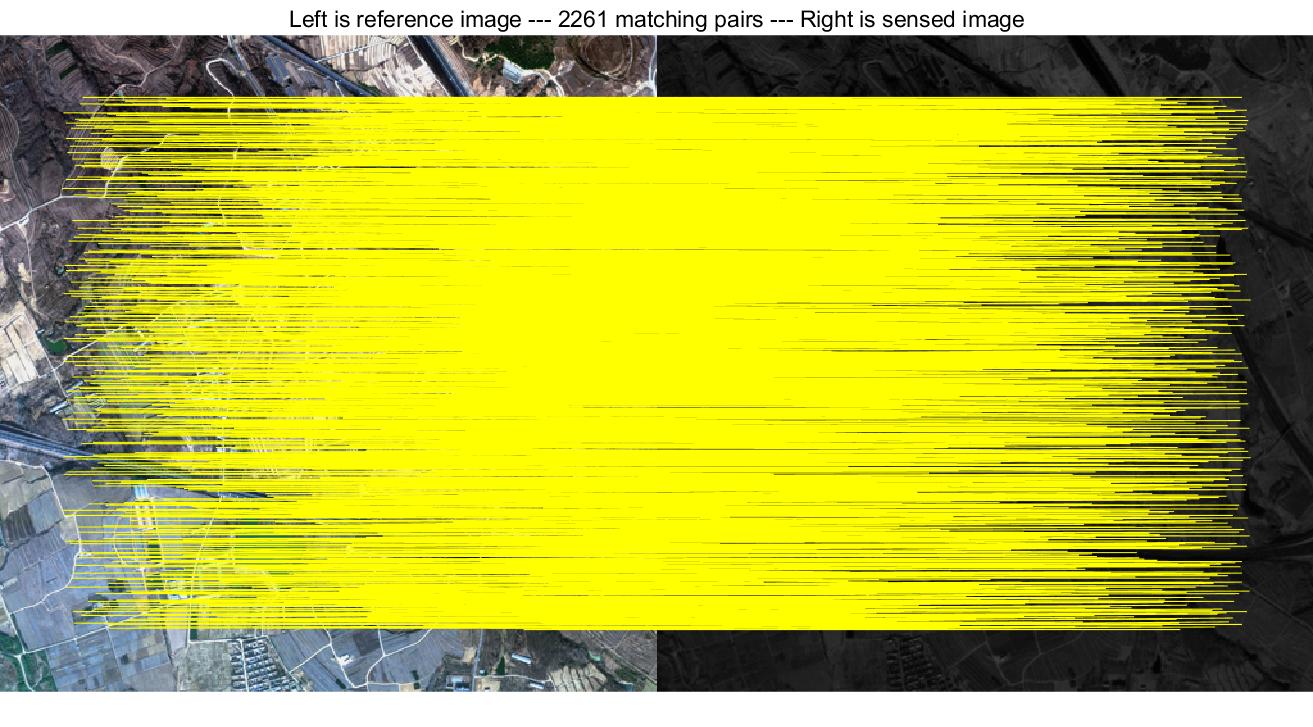 Left is reference image --- 2261 matching pairs --- Right is sensed image